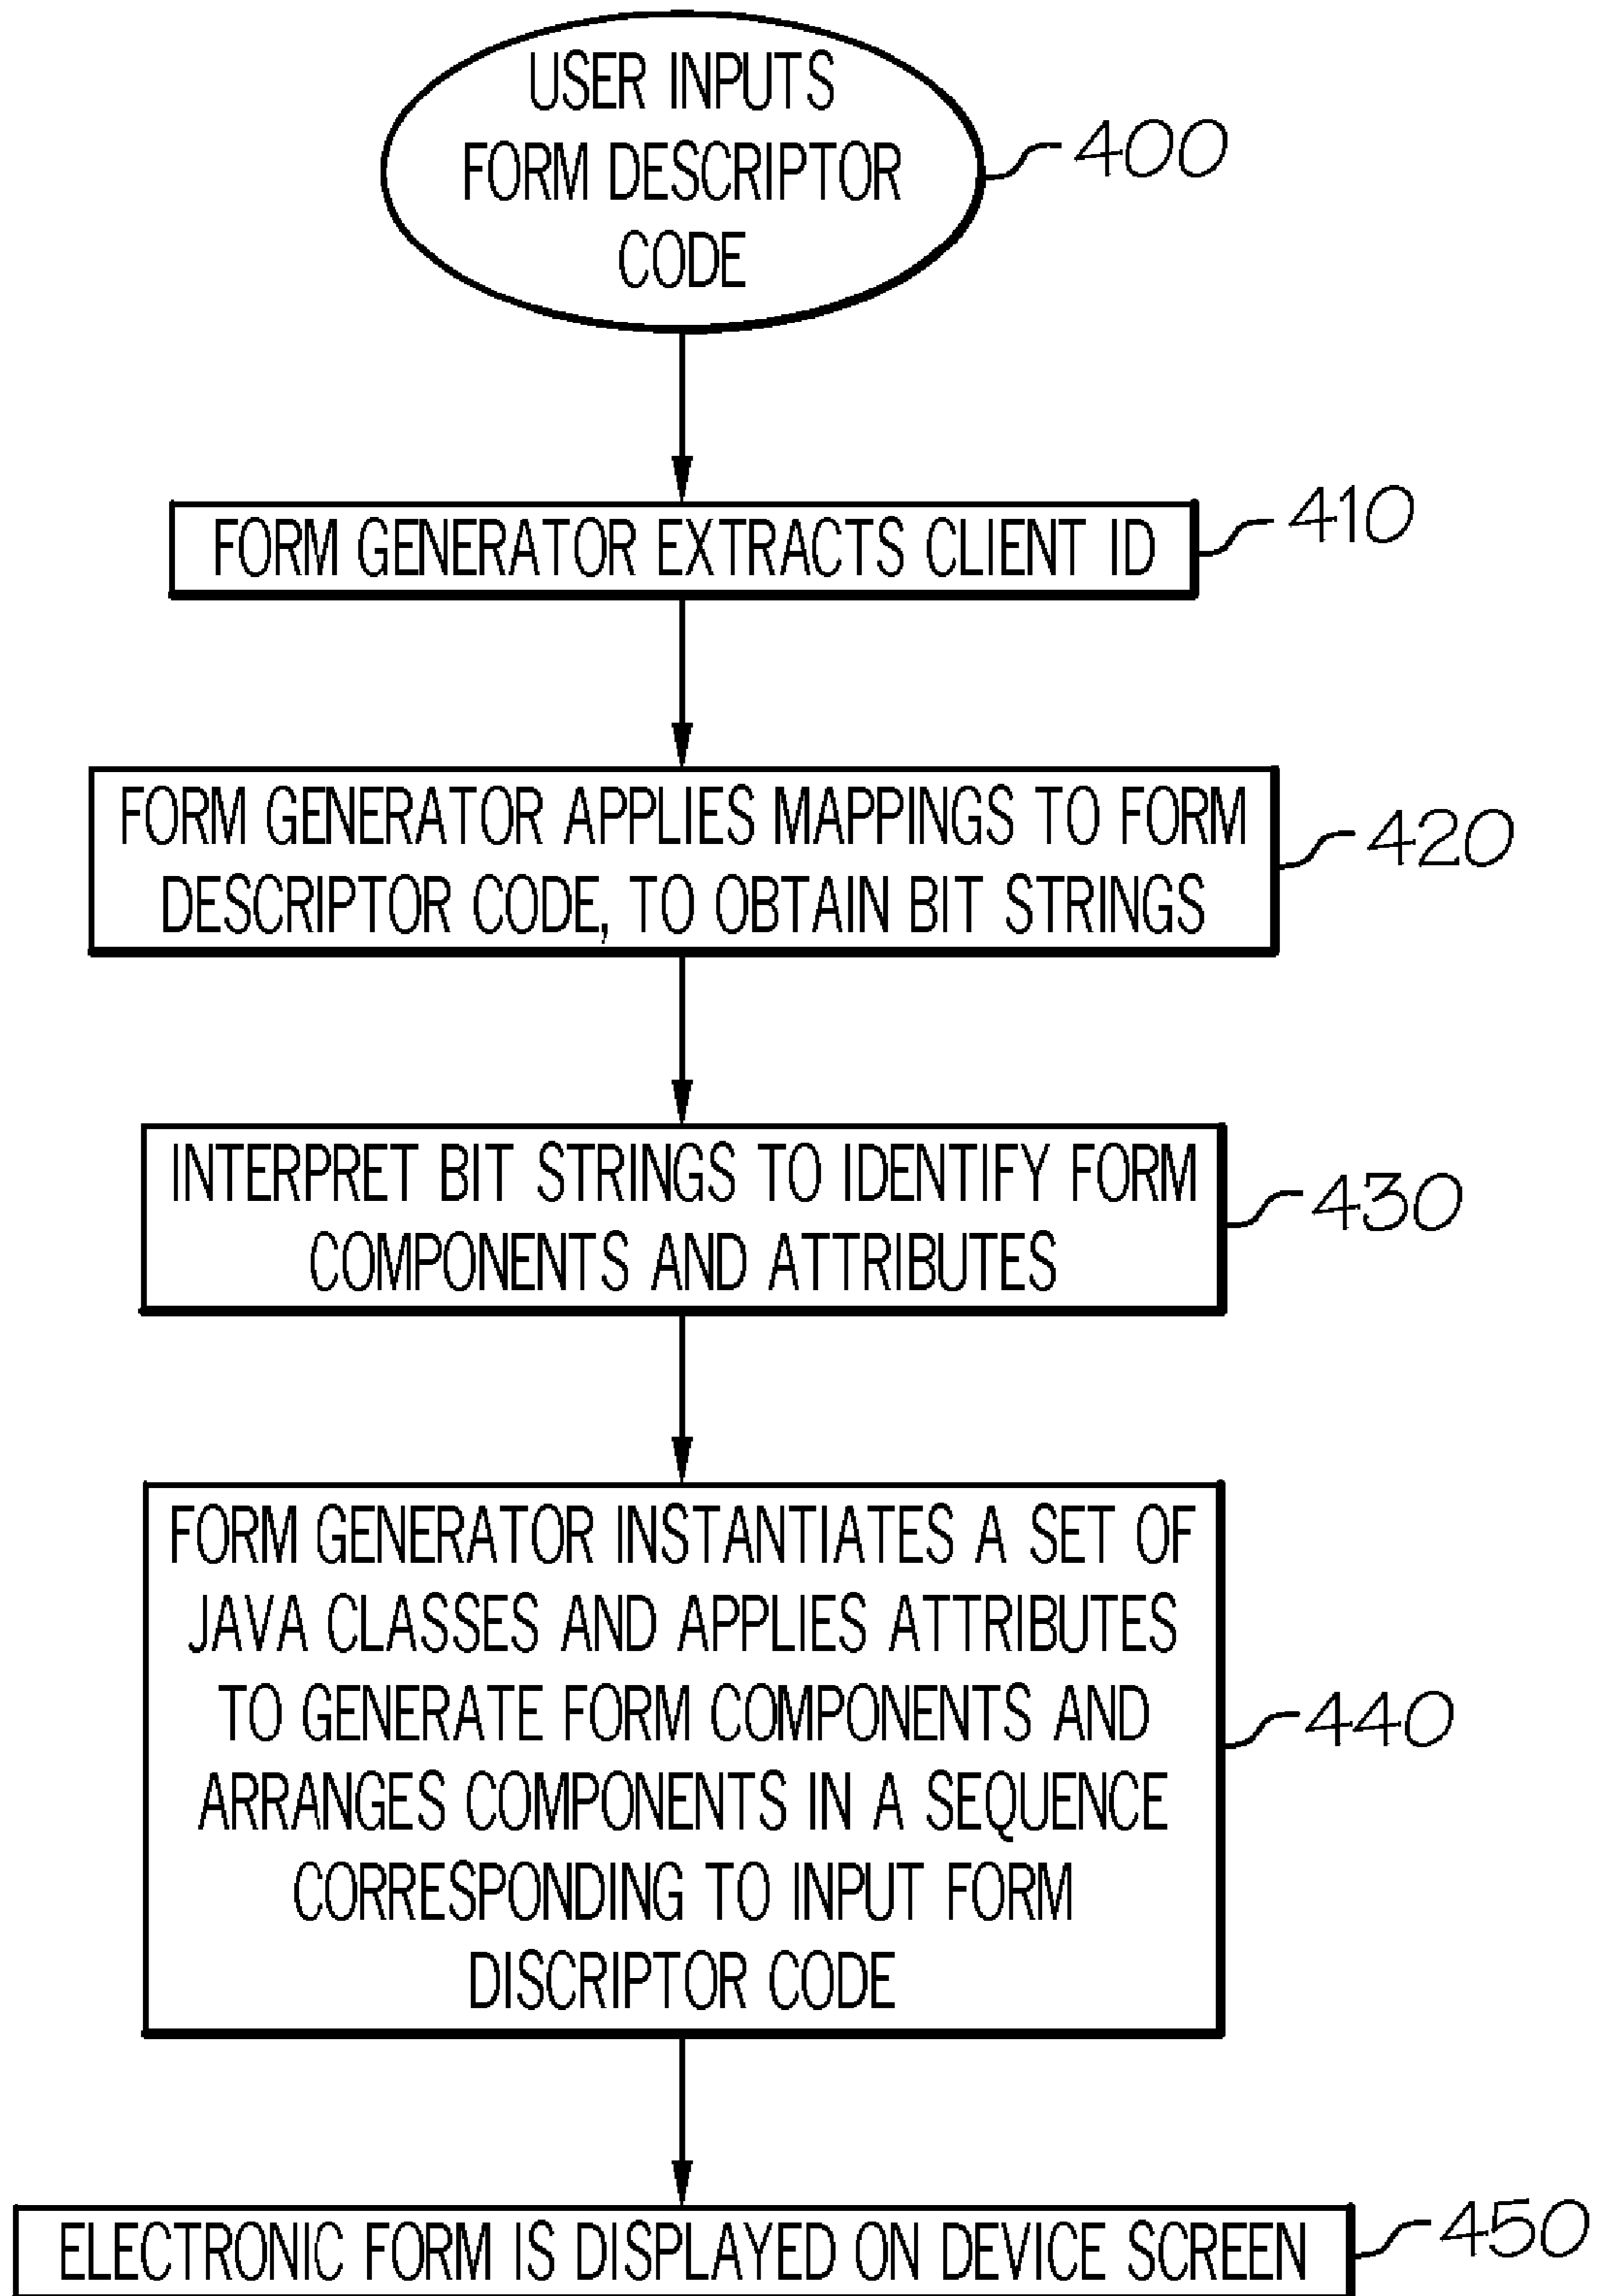 USER INPUTS
FORM DESCRIPTOR
CODE
400
FORM GENERATOR EXTRACTS CLIENT ID
410
FORM GENERATOR APPLIES MAPPINGS TO FORM
DESCRIPTOR CODE, TO OBTAIN BIT STRINGS
420
INTERPRET BIT STRINGS TO IDENTIFY FORM
COMPONENTS AND ATTRIBUTES
430
FORM GENERATOR INSTANTIATES A SET OF
JAVA CLASSES AND APPLIES ATTRIBUTES
TO GENERATE FORM COMPONENTS AND
ARRANGES COMPONENTS IN A SEQUENCE
CORRESPONDING TO INPUT FORM
DISCRIPTOR CODE
440
ELECTRONIC FORM IS DISPLAYED ON DEVICE SCREEN
450